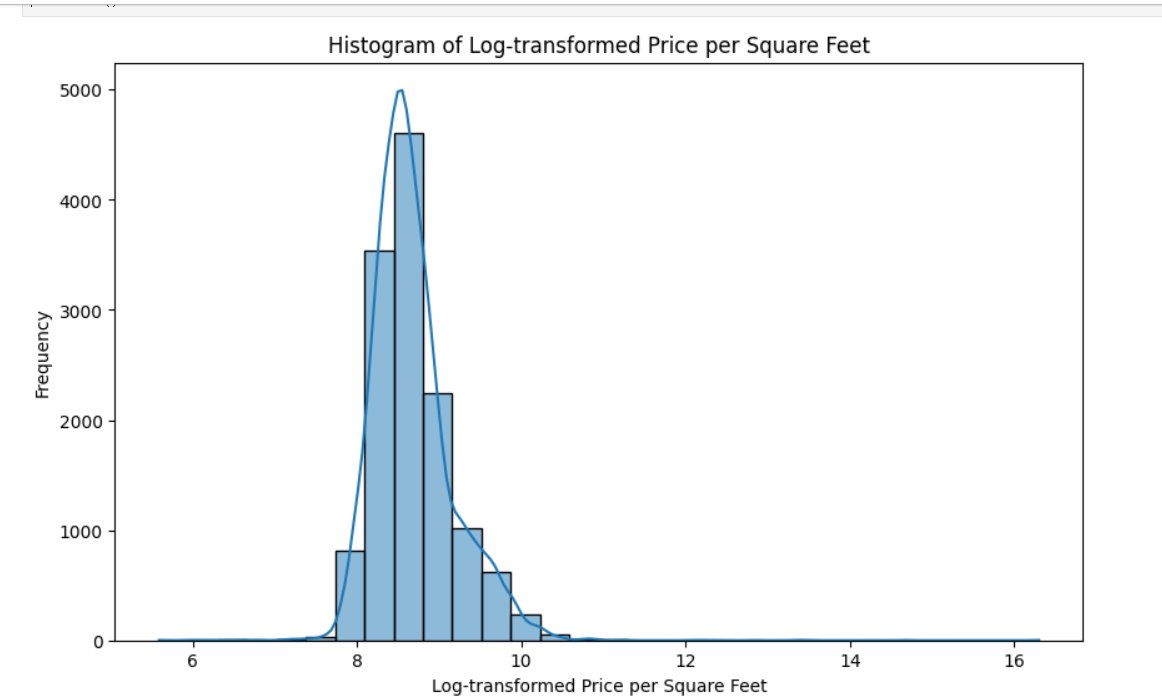 Histogram of Log-transformed Price per Square Feet
5000
4000
3000
2000
1000
0
Frequency
6 8 10 12 14 16
Log-transformed Price per Square Feet